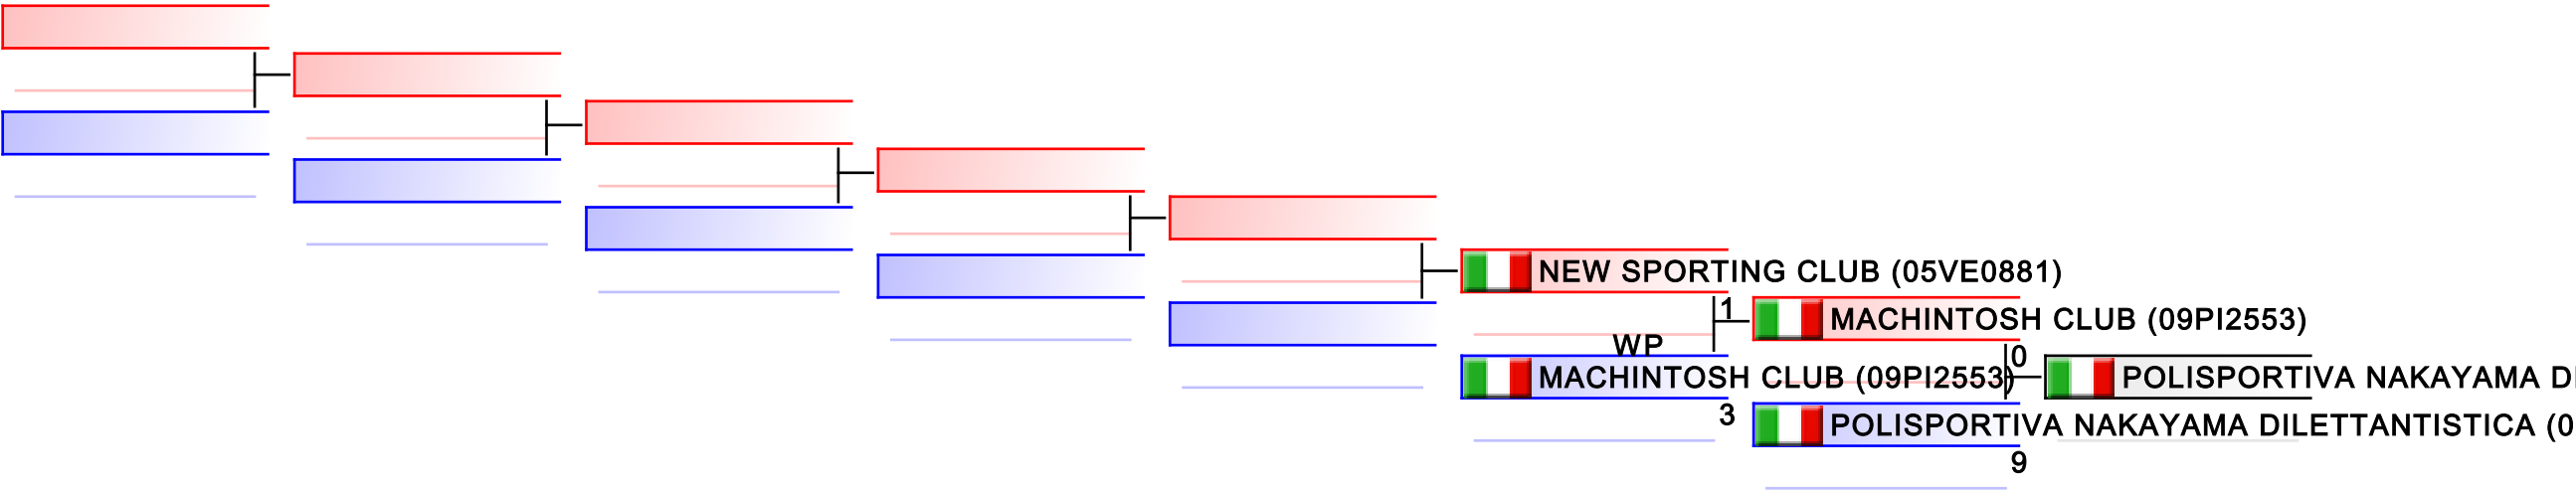 NEW SPORTING CLUB (05VE0881)
1
MACHINTOSH CLUB (09PI2553)
WP
0
MACHINTOSH CLUB (09PI2553)
POLISPORTIVA NAKAYAMA
3
POLISPORTIVA NAKAYAMA DILETTANTISTICA (0
9